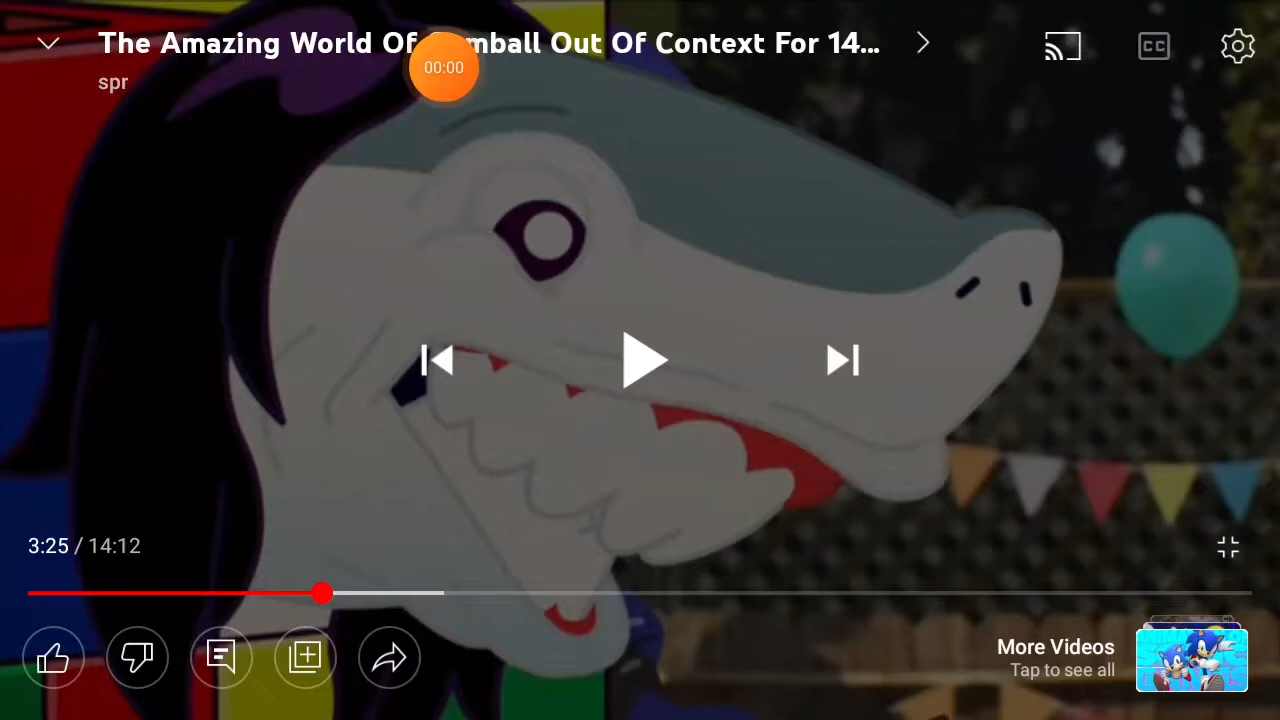 The Amazing World Of mball Out Of Context For 14...
00:00
spr
CC
3:25 / 14:12
More Videos
Tap to see all